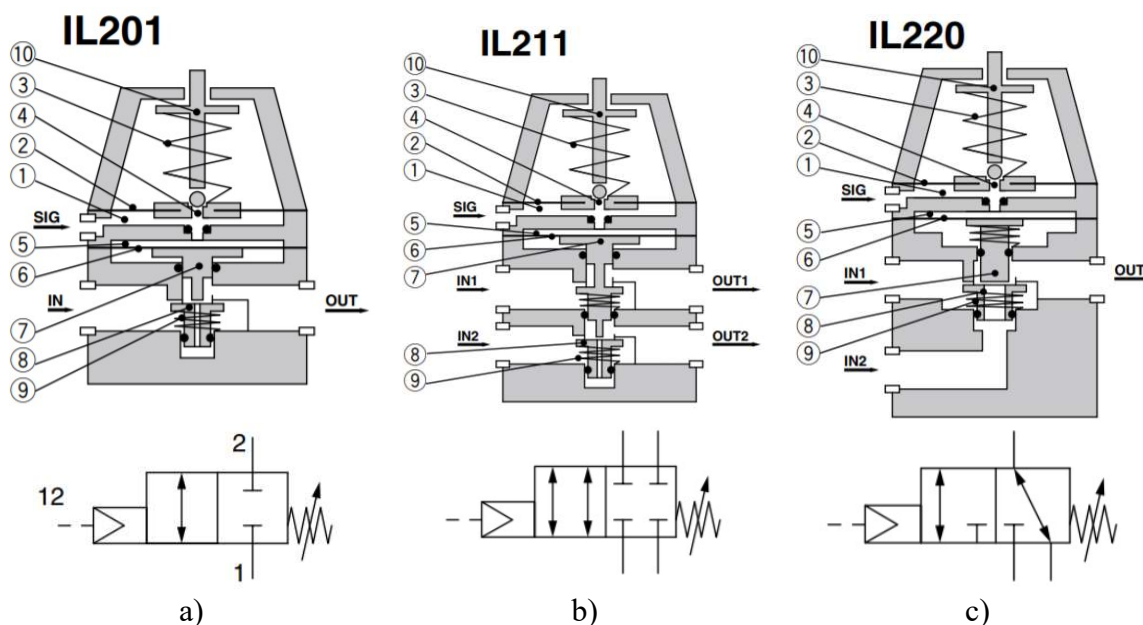 IL201
⑩
③
④
②
①
SIG
⑤
⑥
IN
OUT
⑦
⑧
⑨
IL211
⑩
③
④
②
①
SIG
⑤
⑥
⑦
IN1
OUT1
IN2
OUT2
⑧
⑨
IL220
⑩
③
④
②
①
SIG
⑤
⑥
IN1
OUT
⑦
⑧
⑨
IN2
2
12
1
a)
b)
c)